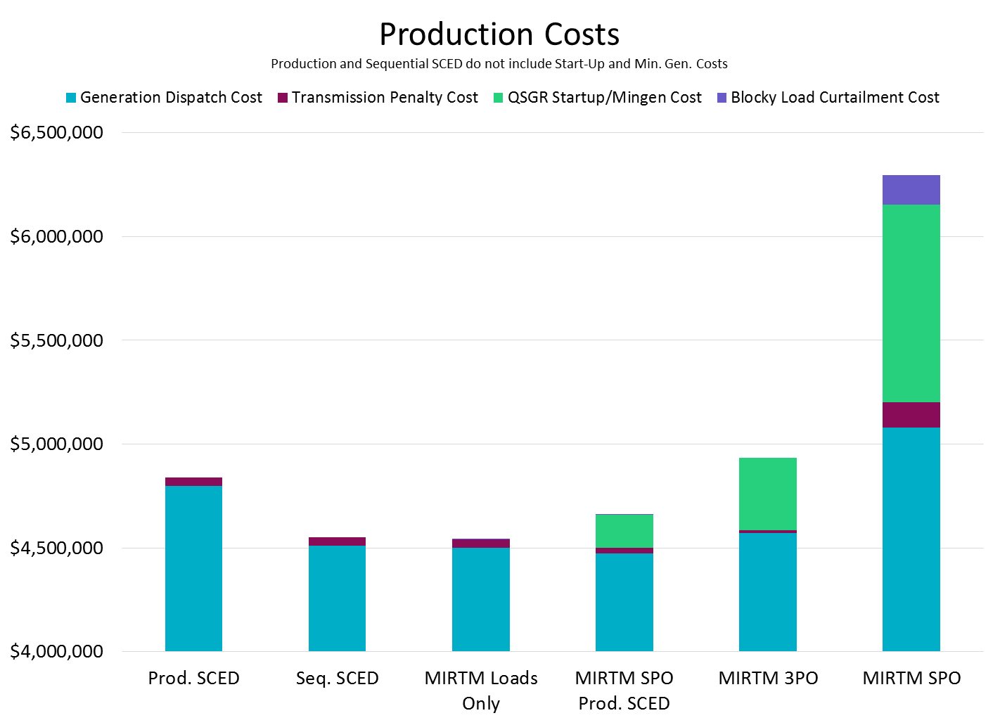 Production Costs
Production and Sequential SCED do not include Start-Up and Min. Gen. Costs
Generation Dispatch Cost Transmission Penalty Cost QSGR Startup/Mingen Cost Blocky Load Curtailment Cost
$6,500,000
$6,000,000
$5,500,000
$5,000,000
$4,500,000
$4,000,000
Prod. SCED Seq. SCED MIRTM Loads MIRTM SPO MIRTM 3PO MIRTM SPO
Only Prod. SCED